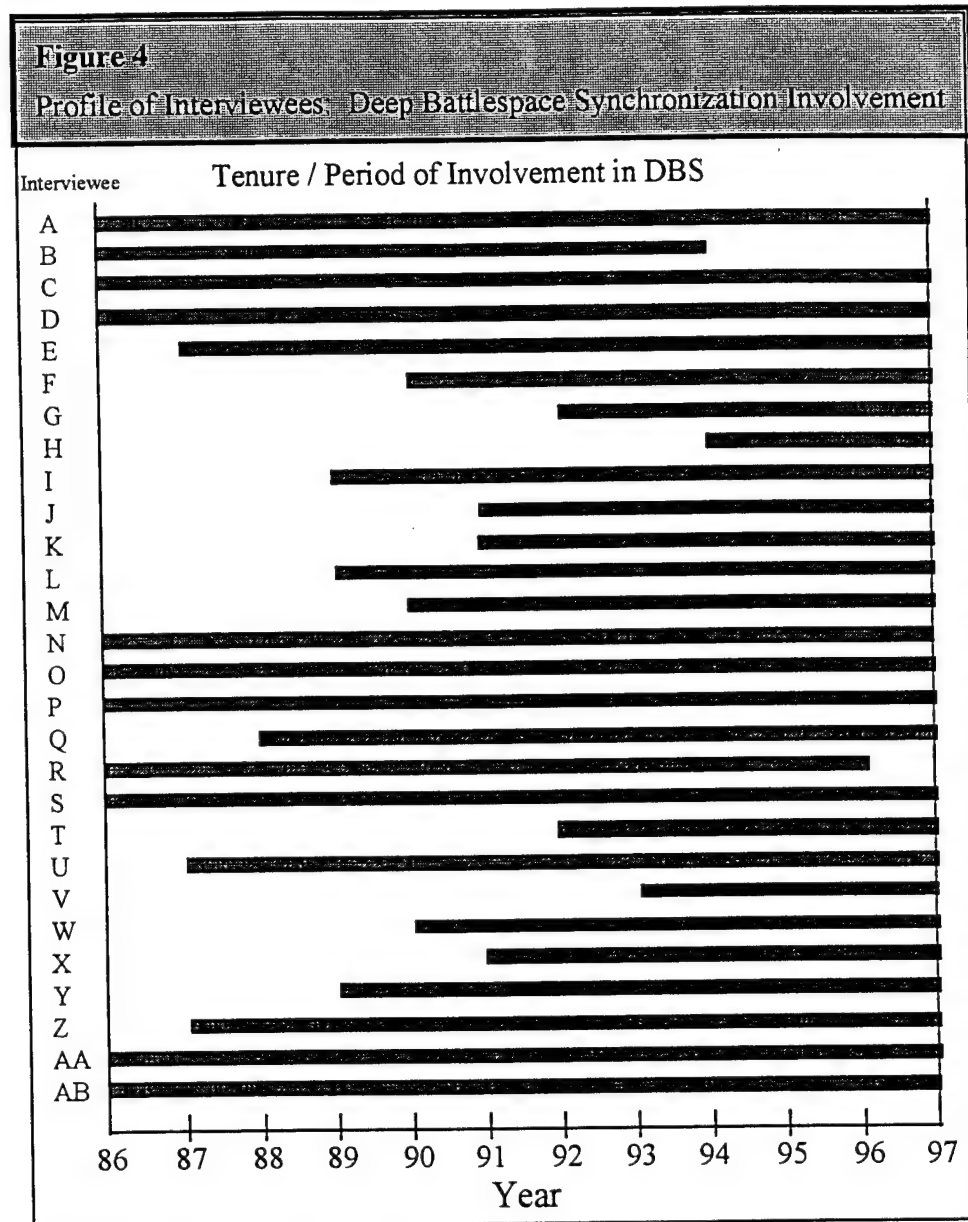 Figure 4
Profile of Interviewees: Deep Battlespace Synchronization Involvement
Interviewee
Tenure / Period of Involvement in DBS
A
B
C
D
E
F
G
H
I
J
K
L
M
N
O
P
Q
R
S
T
U
V
W
X
Y
Z
AA
AB
86 87 88 89 90 91 92 93 94 95 96 97
Year